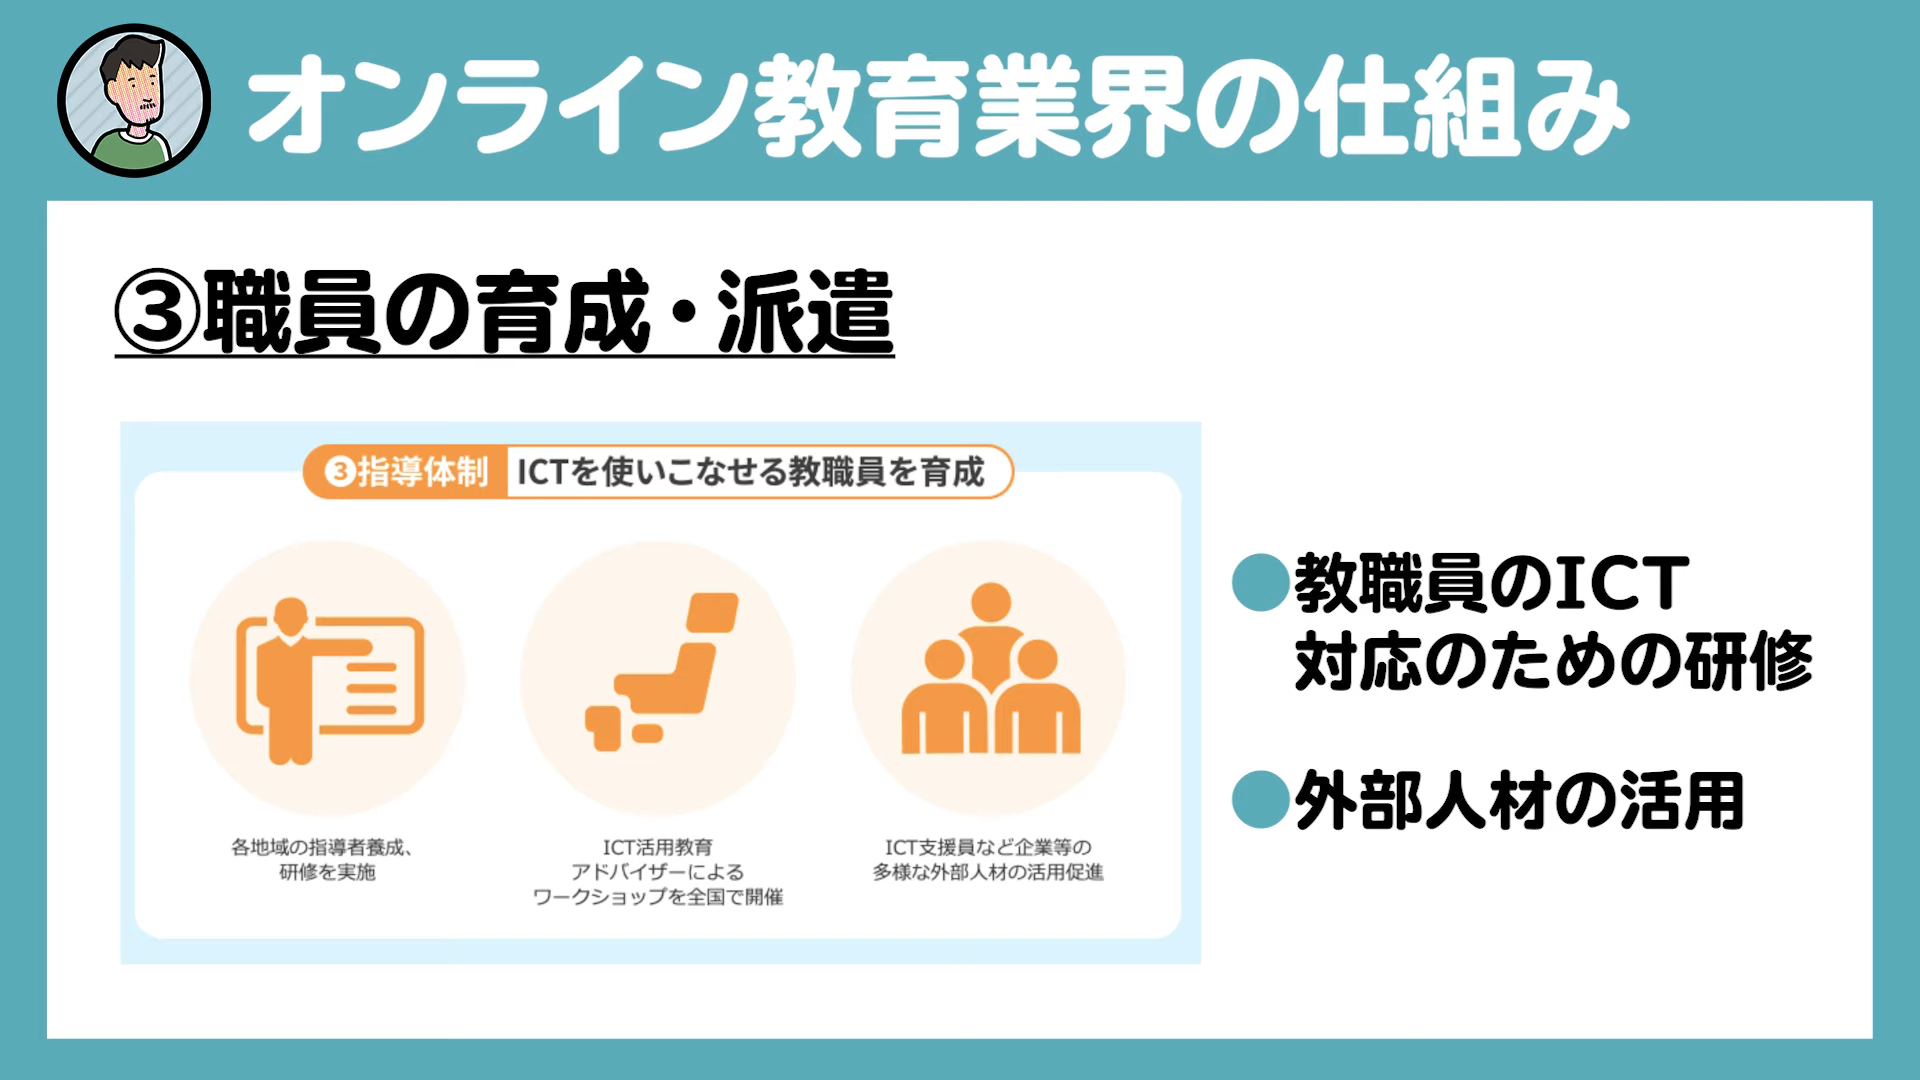 オンライン教育業界の仕組み
③職員の育成・派遣
❸指導体制 ICTを使いこなせる教職員を育成
各地域の指導者養成、
研修を実施
ICT活用教育
アドバイザーによる
ワークショップを全国で開催
ICT支援員など企業等の
多様な外部人材の活用促進
●教職員のICT
対応のための研修
●外部人材の活用